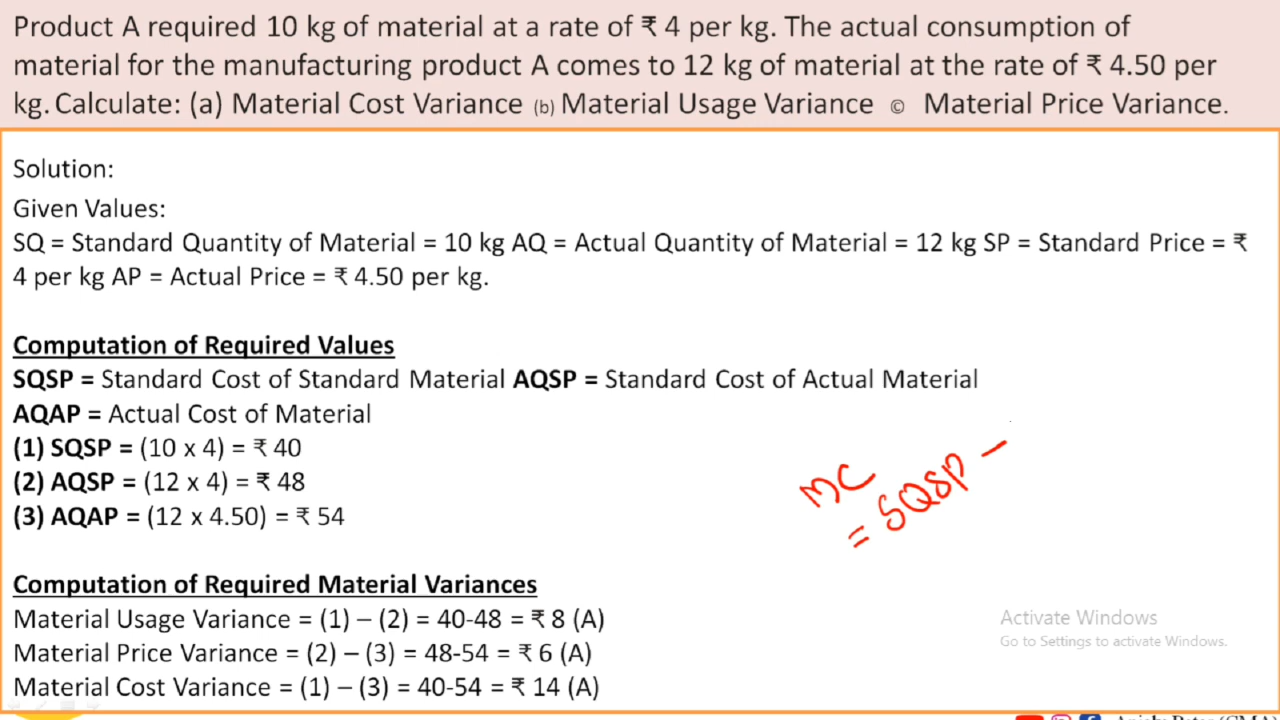 Product A required 10 kg of material at a rate of ₹ 4 per kg. The actual consumption of
material for the manufacturing product A comes to 12 kg of material at the rate of ₹ 4.50 per
kg. Calculate: (a) Material Cost Variance (b) Material Usage Variance © Material Price Variance.
Solution:
Given Values:
SQ = Standard Quantity of Material = 10 kg AQ = Actual Quantity of Material = 12 kg SP = Standard Price = ₹
4 per kg AP = Actual Price = ₹ 4.50 per kg.
Computation of Required Values
SQSP = Standard Cost of Standard Material AQSP = Standard Cost of Actual Material
AQAP = Actual Cost of Material
(1) SQSP = (10 x 4) = ₹ 40
(2) AQSP = (12 x 4) = ₹ 48
(3) AQAP = (12 x 4.50) = ₹ 54
MC
= SQSP –
Computation of Required Material Variances
Material Usage Variance = (1) – (2) = 40-48 = ₹ 8 (A)
Material Price Variance = (2) – (3) = 48-54 = ₹ 6 (A)
Material Cost Variance = (1) – (3) = 40-54 = ₹ 14 (A)
Activate Windows
Go to Settings to activate Windows.